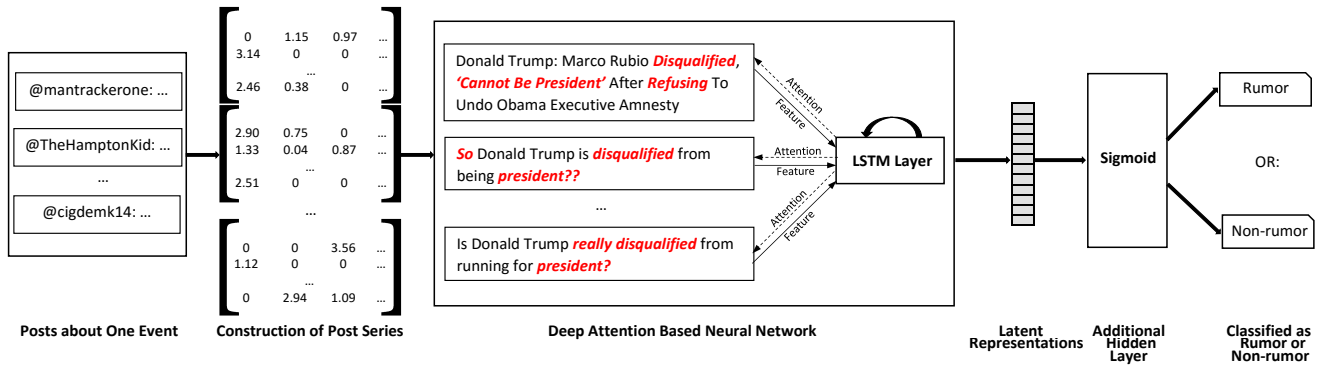 @mantrackerone: ...
@TheHamptonKid: ...
...
@cigdemk14: ...
Posts about One Event
0 1.15 0.97 ...
3.14 0 0 ...
...
2.46 0.38 0 ...
2.90 0.75 0 ...
1.33 0.04 0.87 ...
...
2.51 0 0 ...
...
0 0 3.56 ...
1.12 0 0 ...
...
0 2.94 1.09 ...
Construction of Post Series
Donald Trump: Marco Rubio Disqualified,
‘Cannot Be President’ After Refusing To
Undo Obama Executive Amnesty
So Donald Trump is disqualified from
being president??
...
Is Donald Trump really disqualified from
running for president?
Attention
Feature
Attention
Feature
Attention
Feature
LSTM Layer
Deep Attention Based Neural Network
Latent
Representations
Sigmoid
Additional
Hidden
Layer
Rumor
OR:
Non-rumor
Classified as
Rumor or
Non-rumor